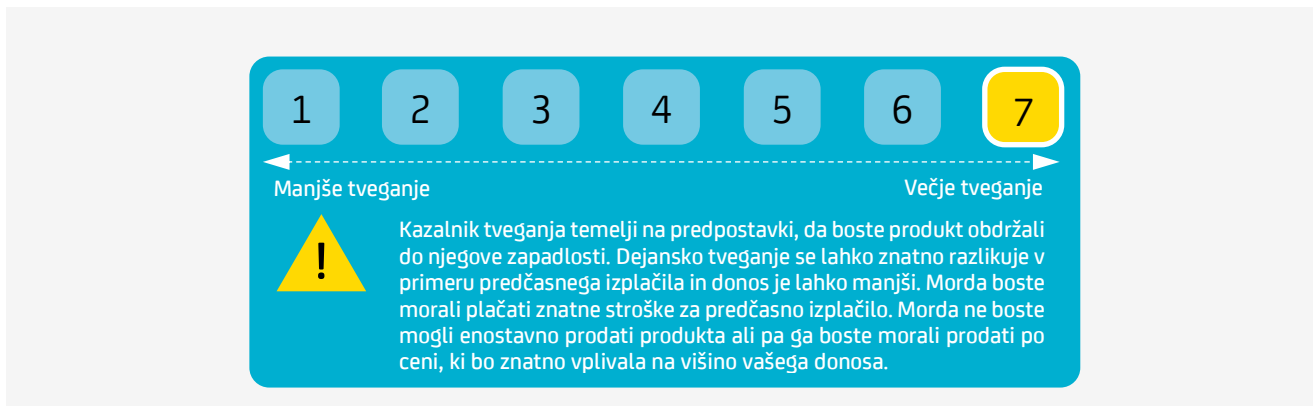 1 2 3 4 5 6 7
Manjše tveganje Večje tveganje
!
Kazalnik tveganja temelji na predpostavki, da boste produkt obdržali
do njegove zapadlosti. Dejansko tveganje se lahko znatno razlikuje v
primeru predčasnega izplačila in donos je lahko manjši. Morda boste
morali plačati znatne stroške za predčasno izplačilo. Morda ne boste
mogli enostavno prodati produkta ali pa ga boste morali prodati po
ceni, ki bo znatno vplivala na višino vašega donosa.